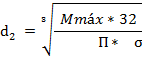 d₂ = ∛(Mmáx * 32 / Π * σ)